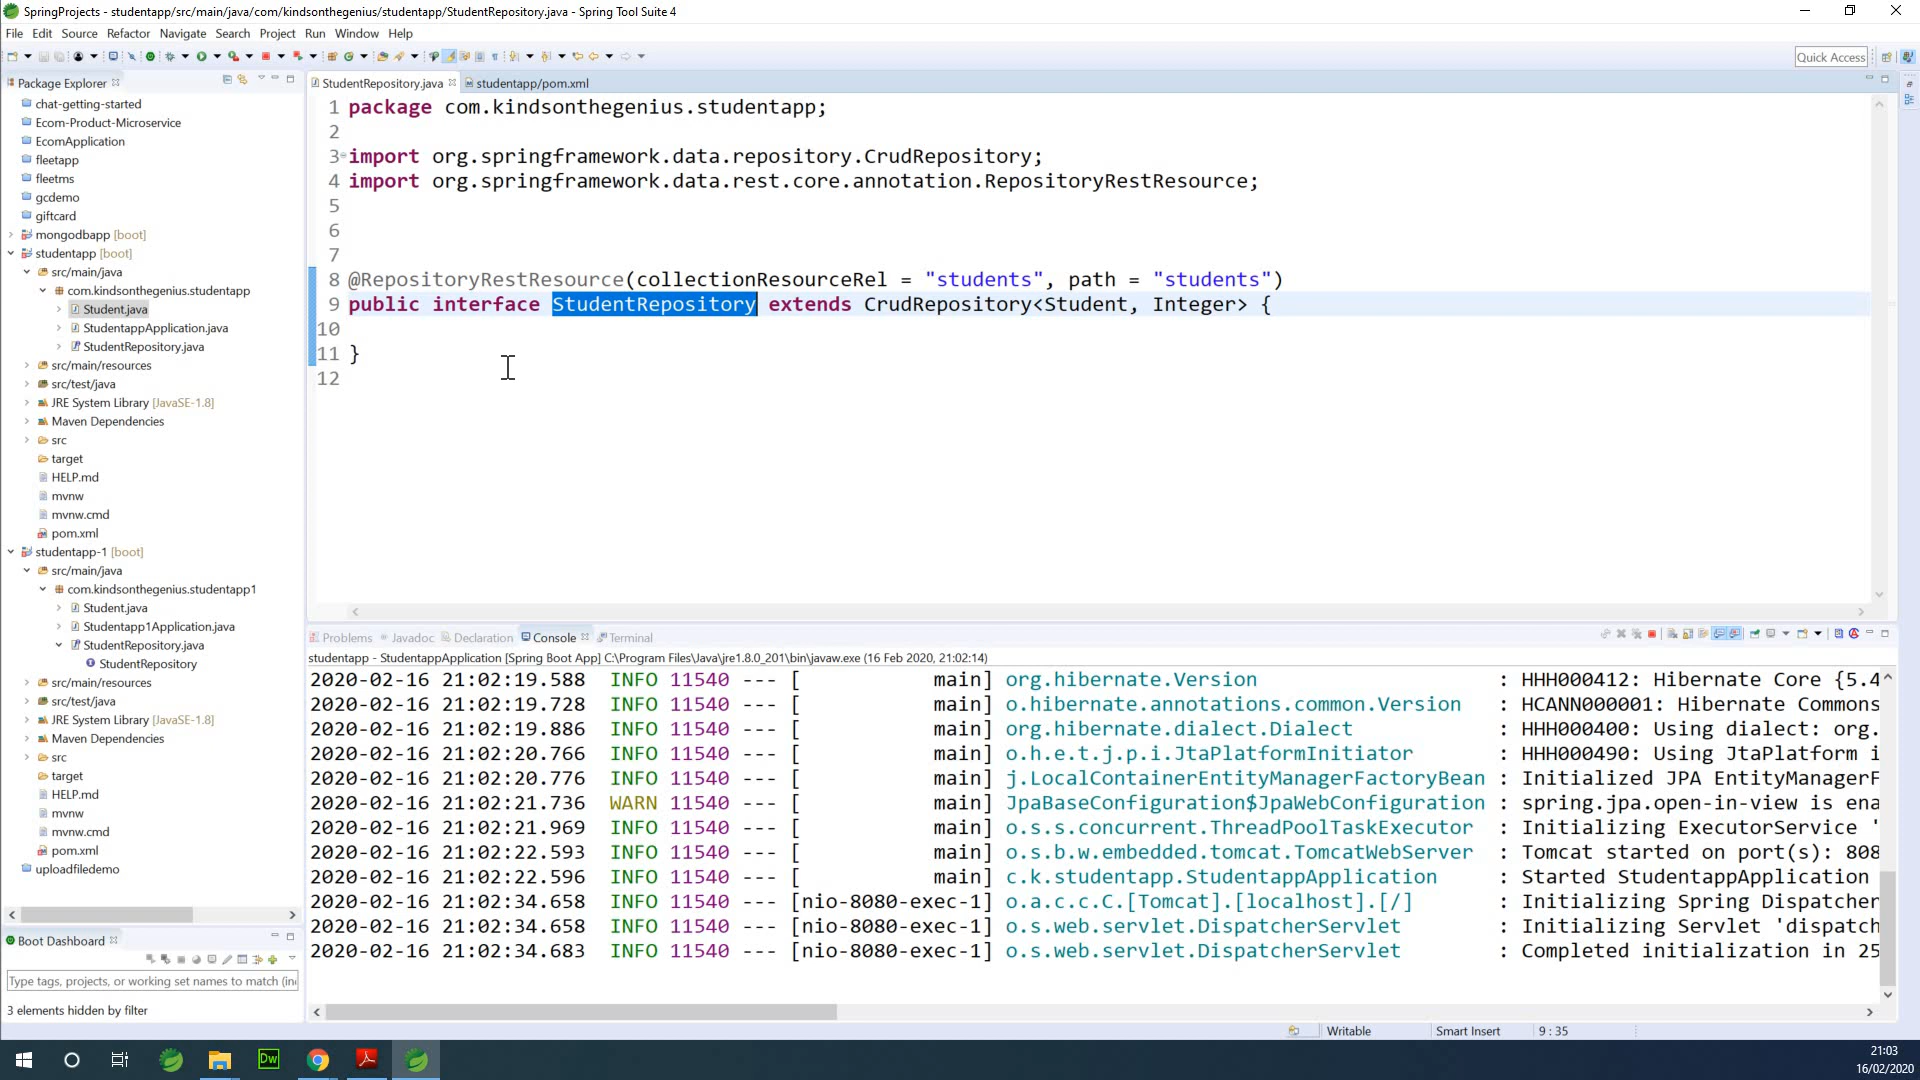 SpringProjects - studentapp/src/main/java/com/kindsonthegenius/studentapp/StudentRepository.java - Spring Tool Suite 4
File Edit Source Refactor Navigate Search Project Run Window Help
Quick Access
Package Explorer
chat-getting-started
Ecom-Product-Microservice
EcomApplication
fleetapp
fleetms
gcdemo
giftcard
mongodbapp [boot]
studentapp [boot]
src/main/java
com.kindsonthegenius.studentapp
Student.java
StudentappApplication.java
StudentRepository.java
src/main/resources
src/test/java
JRE System Library [JavaSE-1.8]
Maven Dependencies
src
target
HELP.md
mvnw
mvnw.cmd
pom.xml
studentapp-1 [boot]
src/main/java
com.kindsonthegenius.studentapp1
Student.java
Studentapp1Application.java
StudentRepository.java
StudentRepository
src/main/resources
src/test/java
JRE System Library [JavaSE-1.8]
Maven Dependencies
src
target
HELP.md
mvnw
mvnw.cmd
pom.xml
uploadfiledemo
Boot Dashboard
Type tags, projects, or working set names to match (in
3 elements hidden by filter
StudentRepository.java studentapp/pom.xml
1 package com.kindsonthegenius.studentapp;
2
3 import org.springframework.data.repository.CrudRepository;
4 import org.springframework.data.rest.core.annotation.RepositoryRestResource;
5
6
7
8 @RepositoryRestResource(collectionResourceRel = "students", path = "students")
9 public interface StudentRepository extends CrudRepository<Student, Integer> {
10
11 }
12
Problems Javadoc Declaration Console Terminal
studentapp - StudentappApplication [Spring Boot App] C:\Program Files\Java\jre1.8.0_201\bin\javaw.exe (16 Feb 2020, 21:02:14)
2020-02-16 21:02:19.588 INFO 11540 --- [ main] org.hibernate.Version : HHH000412: Hibernate Core {5.4
2020-02-16 21:02:19.728 INFO 11540 --- [ main] o.hibernate.annotations.common.Version : HCANN000001: Hibernate Commons
2020-02-16 21:02:19.886 INFO 11540 --- [ main] org.hibernate.dialect.Dialect : HHH000400: Using dialect: org.
2020-02-16 21:02:20.766 INFO 11540 --- [ main] o.h.e.t.j.p.i.JtaPlatformInitiator : HHH000490: Using JtaPlatform i
2020-02-16 21:02:20.776 INFO 11540 --- [ main] j.LocalContainerEntityManagerFactoryBean : Initialized JPA EntityManagerF
2020-02-16 21:02:21.736 WARN 11540 --- [ main] JpaBaseConfiguration$JpaWebConfiguration : spring.jpa.open-in-view is ena
2020-02-16 21:02:21.969 INFO 11540 --- [ main] o.s.s.concurrent.ThreadPoolTaskExecutor : Initializing ExecutorService '
2020-02-16 21:02:22.593 INFO 11540 --- [ main] o.s.b.w.embedded.tomcat.TomcatWebServer : Tomcat started on port(s): 808
2020-02-16 21:02:22.596 INFO 11540 --- [ main] c.k.studentapp.StudentappApplication : Started StudentappApplication
2020-02-16 21:02:34.658 INFO 11540 --- [nio-8080-exec-1] o.a.c.c.C.[Tomcat].[localhost].[/] : Initializing Spring Dispatcher
2020-02-16 21:02:34.658 INFO 11540 --- [nio-8080-exec-1] o.s.web.servlet.DispatcherServlet : Initializing Servlet 'dispatch
2020-02-16 21:02:34.683 INFO 11540 --- [nio-8080-exec-1] o.s.web.servlet.DispatcherServlet : Completed initialization in 25
Writable Smart Insert 9 : 35
Dw
21:03
16/02/2020